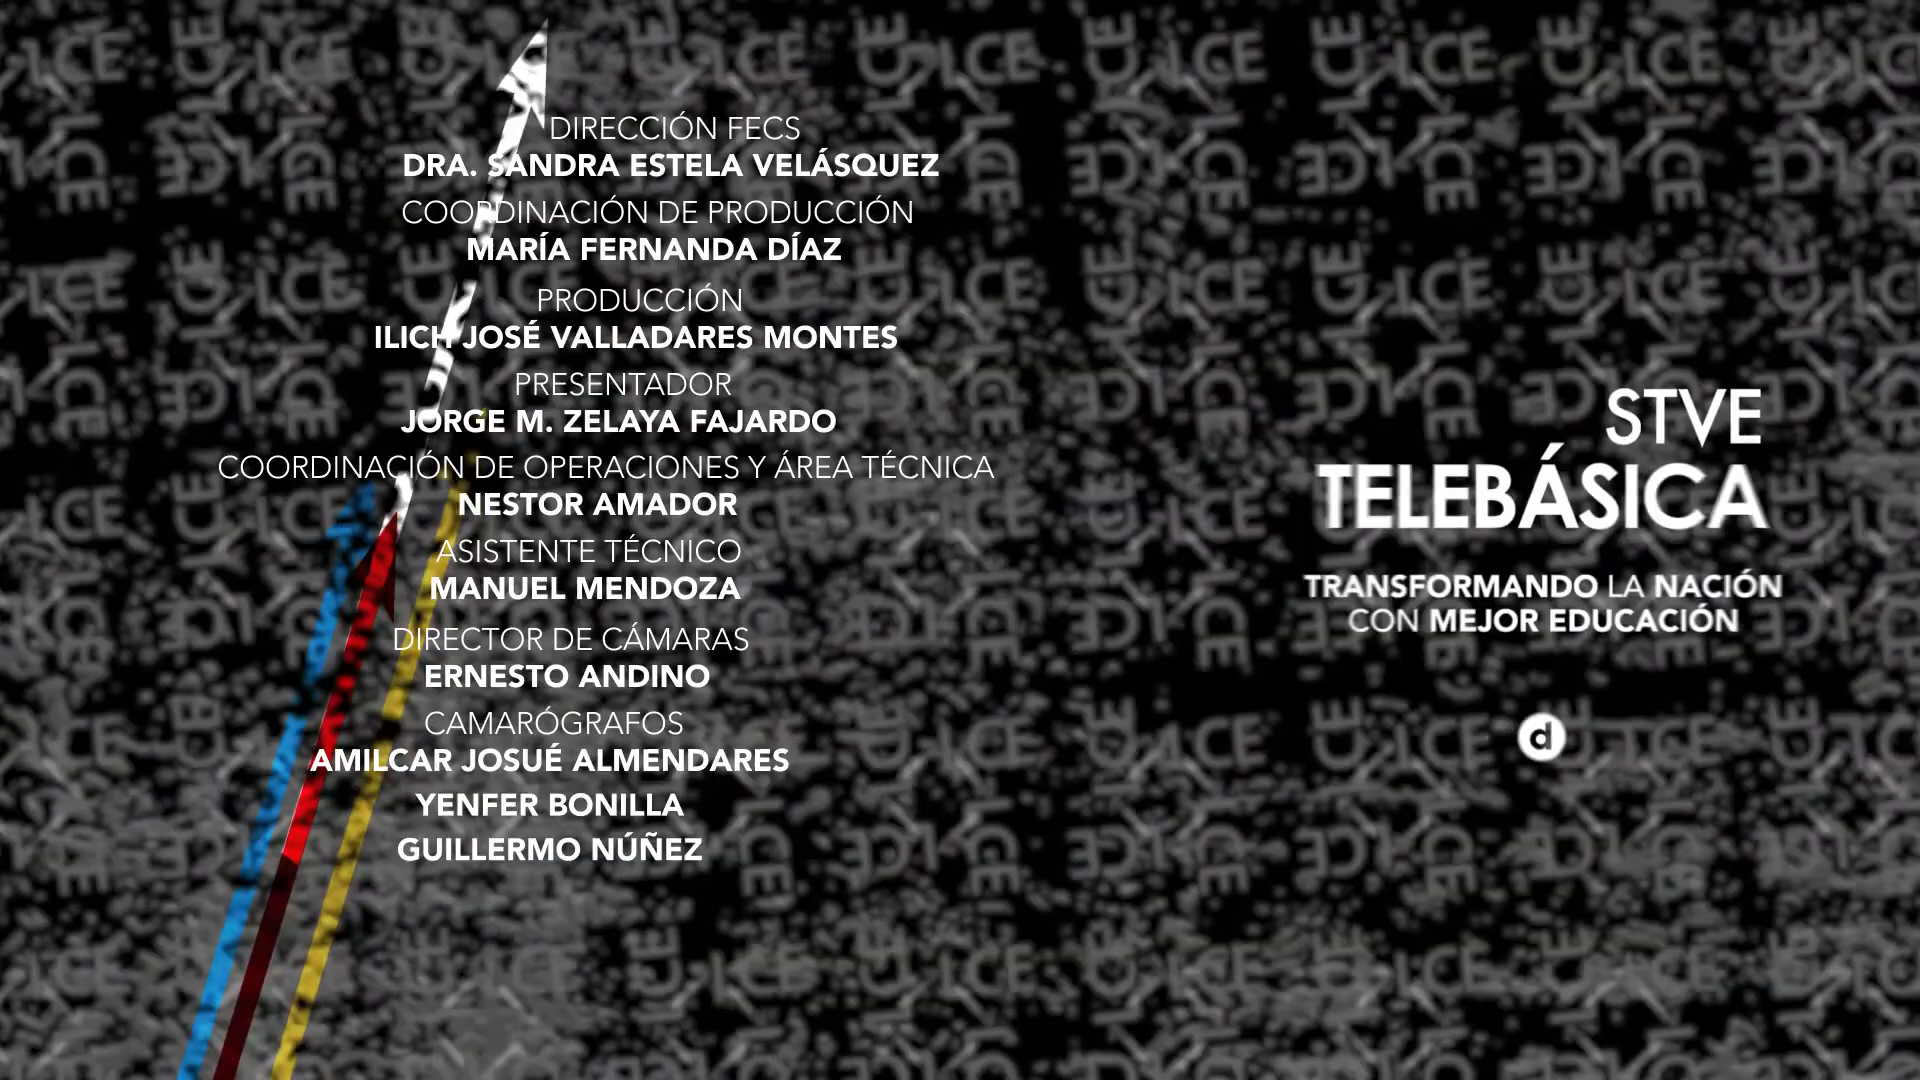 DIRECCIÓN FECS
DRA. SANDRA ESTELA VELÁSQUEZ
COORDINACIÓN DE PRODUCCIÓN
MARÍA FERNANDA DÍAZ
PRODUCCIÓN
ILICH JOSÉ VALLADARES MONTES
PRESENTADOR
JORGE M. ZELAYA FAJARDO
COORDINACIÓN DE OPERACIONES Y ÁREA TÉCNICA
NESTOR AMADOR
ASISTENTE TÉCNICO
MANUEL MENDOZA
DIRECTOR DE CÁMARAS
ERNESTO ANDINO
CAMARÓGRAFOS
AMILCAR JOSUÉ ALMENDARES
YENFER BONILLA
GUILLERMO NÚÑEZ
STVE
TELEBÁSICA
TRANSFORMANDO LA NACIÓN
CON MEJOR EDUCACIÓN
d